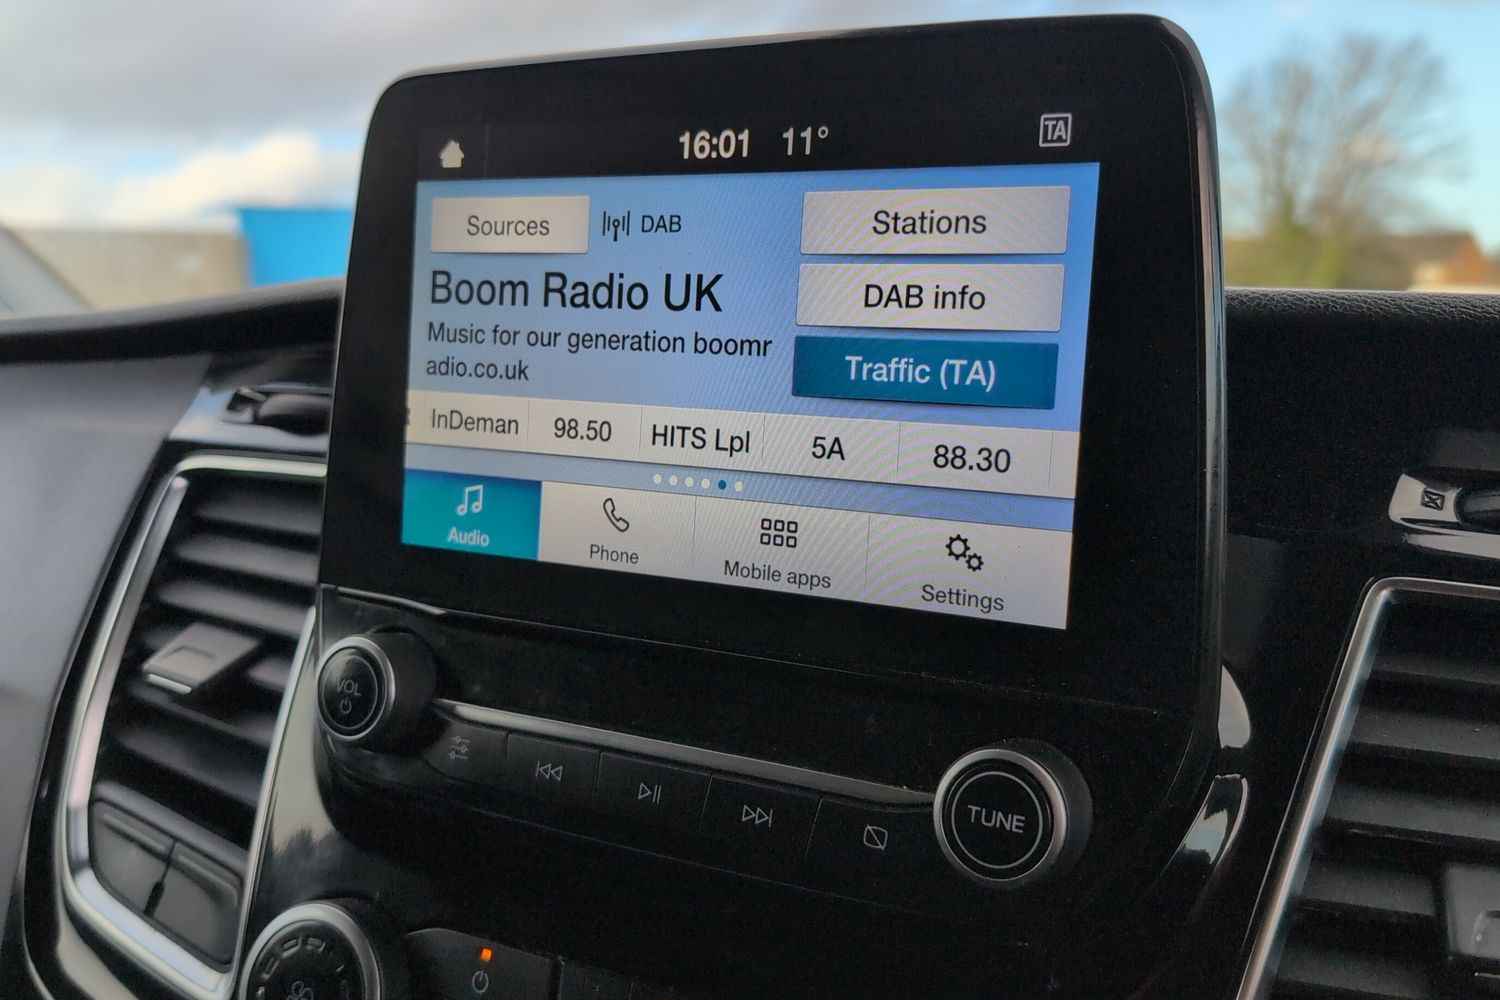 16:01 11° TA
Sources DAB Stations
Boom Radio UK
DAB info
Music for our generation boomr
adio.co.uk
Traffic (TA)
InDeman 98.50 HITS Lpl 5A 88.30
Audio Phone Mobile apps Settings
VOL
TUNE